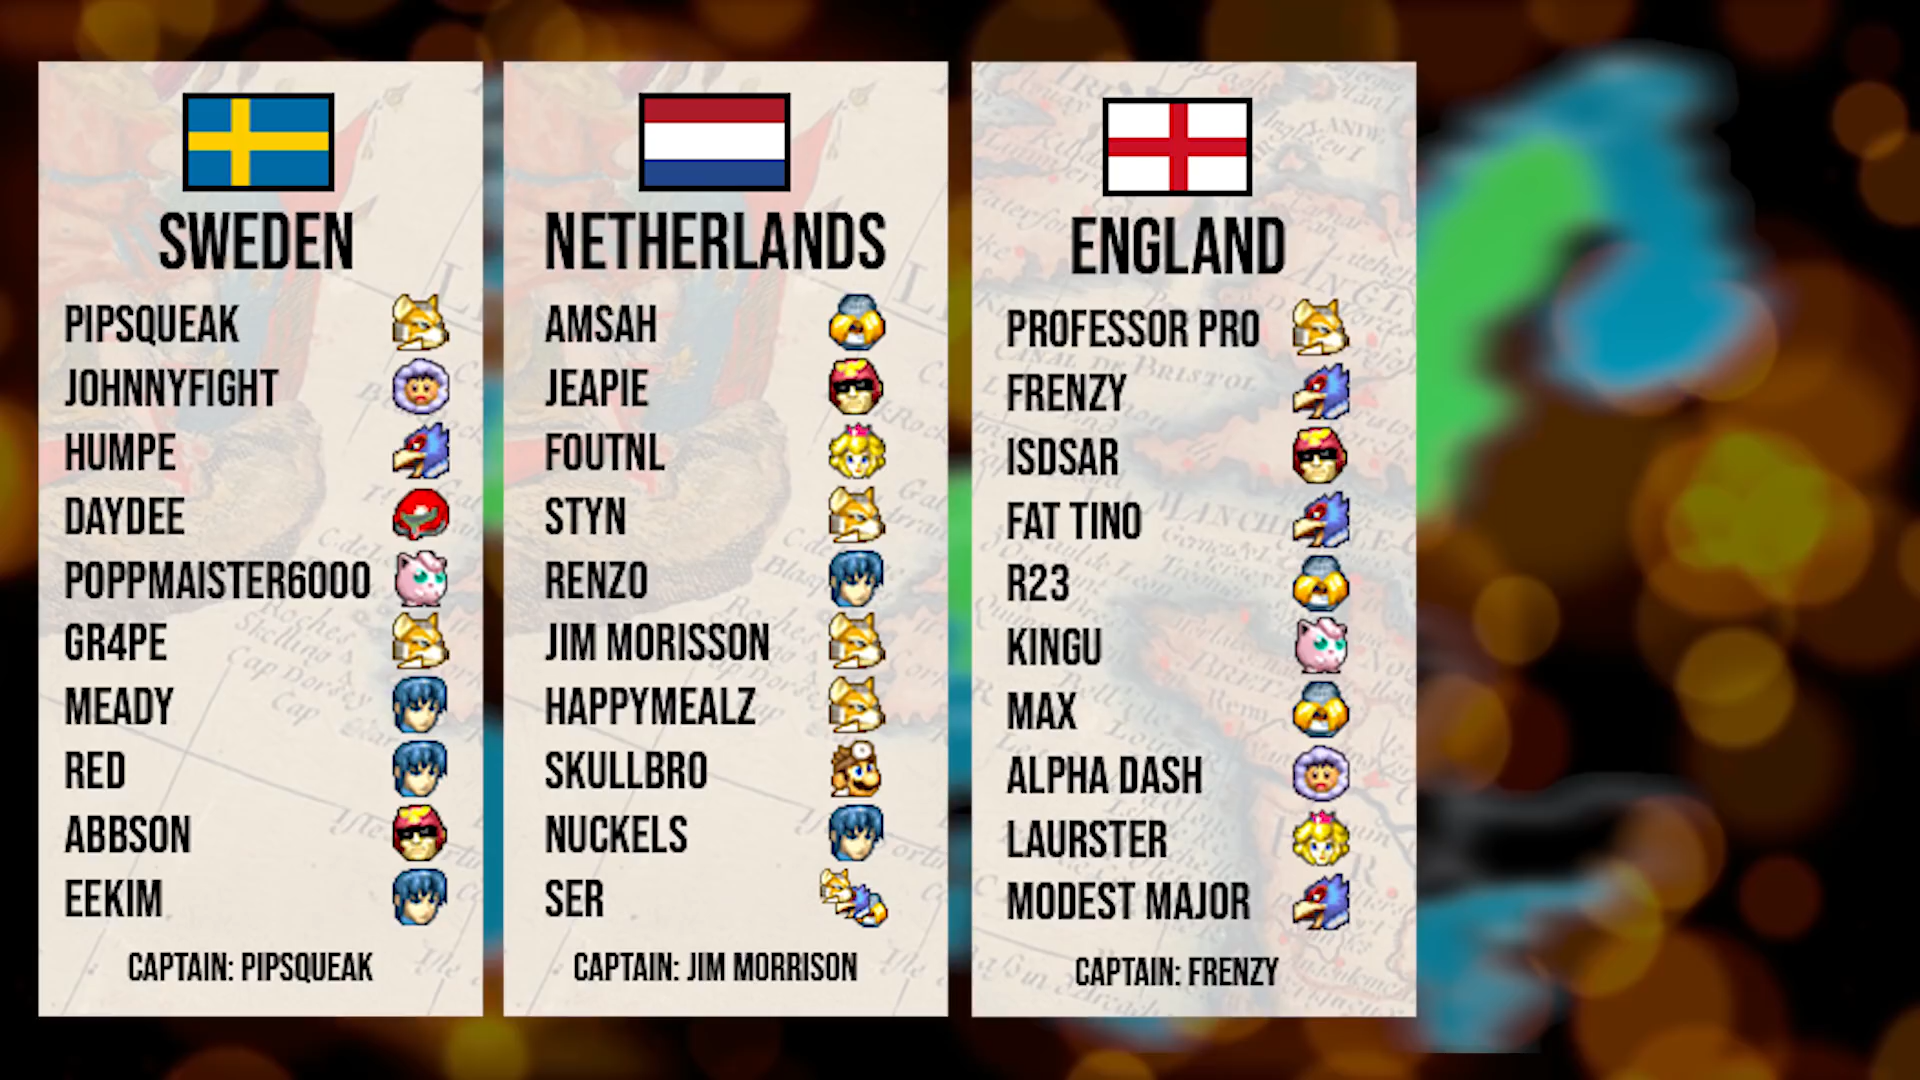 SWEDEN
PIPSQUEAK
JOHNNYFIGHT
HUMPE
DAYDEE
POPPMAISTER6000
GR4PE
MEADY
RED
ABBSON
EEKIM
CAPTAIN: PIPSQUEAK
NETHERLANDS
AMSAH
JEAPIE
FOUTNL
STYN
RENZO
JIM MORISSON
HAPPYMEALZ
SKULLBRO
NUCKELS
SER
CAPTAIN: JIM MORRISON
ENGLAND
PROFESSOR PRO
FRENZY
ISDSAR
FAT TINO
R23
KINGU
MAX
ALPHA DASH
LAURSTER
MODEST MAJOR
CAPTAIN: FRENZY